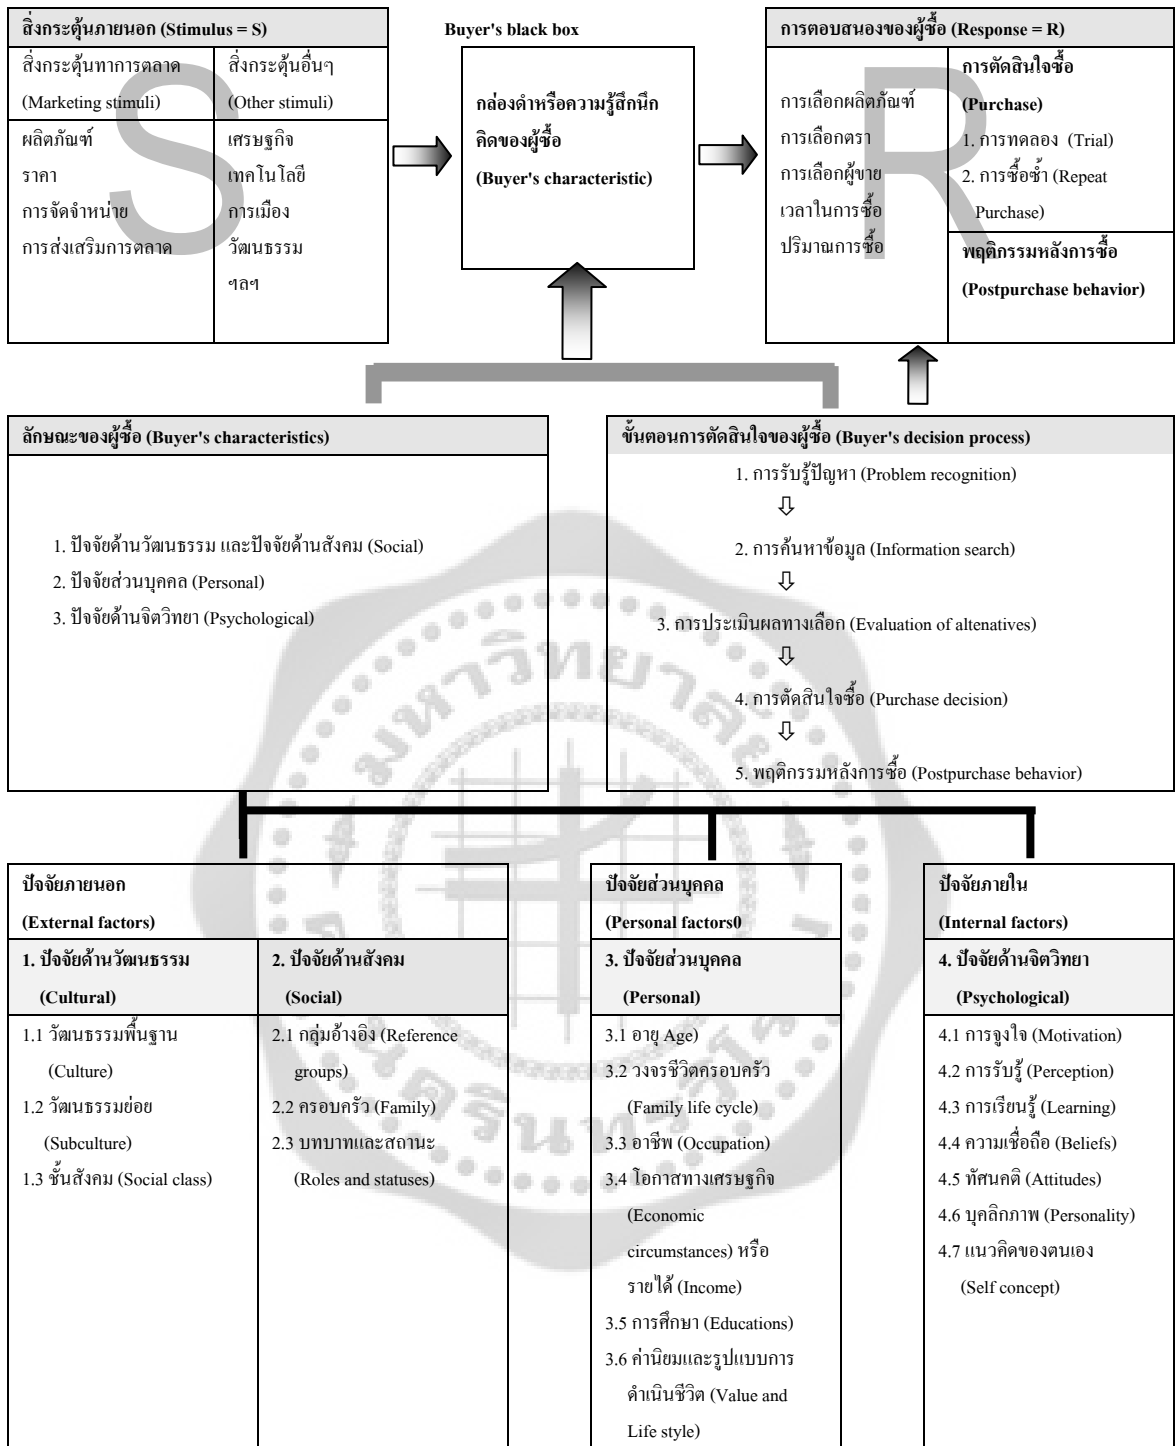 สิ่งกระตุ้นภายนอก (Stimulus = S)
สิ่งกระตุ้นทาการตลาด
(Marketing stimuli)
สิ่งกระตุ้นอื่นๆ
(Other stimuli)
ผลิตภัณฑ์
ราคา
การจัดจำหน่าย
การส่งเสริมการตลาด
เศรษฐกิจ
เทคโนโลยี
การเมือง
วัฒนธรรม
ฯลฯ
S
Buyer's black box
กล่องดำหรือความรู้สึกนึก
คิดของผู้ซื้อ
(Buyer's characteristic)
การตอบสนองของผู้ซื้อ (Response = R)
การเลือกผลิตภัณฑ์
การเลือกตรา
การเลือกผู้ขาย
เวลาในการซื้อ
ปริมาณการซื้อ
R
การตัดสินใจซื้อ
(Purchase)
1. การทดลอง (Trial)
2. การซื้อซ้ำ (Repeat
Purchase)
พฤติกรรมหลังการซื้อ
(Postpurchase behavior)
ลักษณะของผู้ซื้อ (Buyer's characteristics)
1. ปัจจัยด้านวัฒนธรรม และปัจจัยด้านสังคม (Social)
2. ปัจจัยส่วนบุคคล (Personal)
3. ปัจจัยด้านจิตวิทยา (Psychological)
ขั้นตอนการตัดสินใจของผู้ซื้อ (Buyer's decision process)
1. การรับรู้ปัญหา (Problem recognition)
2. การค้นหาข้อมูล (Information search)
3. การประเมินผลทางเลือก (Evaluation of altenatives)
4. การตัดสินใจซื้อ (Purchase decision)
5. พฤติกรรมหลังการซื้อ (Postpurchase behavior)
ปัจจัยภายนอก
(External factors)
1. ปัจจัยด้านวัฒนธรรม
(Cultural)
1.1 วัฒนธรรมพื้นฐาน
(Culture)
1.2 วัฒนธรรมย่อย
(Subculture)
1.3 ชั้นสังคม (Social class)
2. ปัจจัยด้านสังคม
(Social)
2.1 กลุ่มอ้างอิง (Reference
groups)
2.2 ครอบครัว (Family)
2.3 บทบาทและสถานะ
(Roles and statuses)
ปัจจัยส่วนบุคคล
(Personal factors0
3. ปัจจัยส่วนบุคคล
(Personal)
3.1 อายุ Age)
3.2 วงจรชีวิตครอบครัว
(Family life cycle)
3.3 อาชีพ (Occupation)
3.4 โอกาสทางเศรษฐกิจ
(Economic
circumstances) หรือ
รายได้ (Income)
3.5 การศึกษา (Educations)
3.6 ค่านิยมและรูปแบบการ
ดำเนินชีวิต (Value and
Life style)
ปัจจัยภายใน
(Internal factors)
4. ปัจจัยด้านจิตวิทยา
(Psychological)
4.1 การจูงใจ (Motivation)
4.2 การรับรู้ (Perception)
4.3 การเรียนรู้ (Learning)
4.4 ความเชื่อถือ (Beliefs)
4.5 ทัศนคติ (Attitudes)
4.6 บุคลิกภาพ (Personality)
4.7 แนวคิดของตนเอง
(Self concept)
มหาวิทยาลัย
ศรีนครินทรวิโรฒ